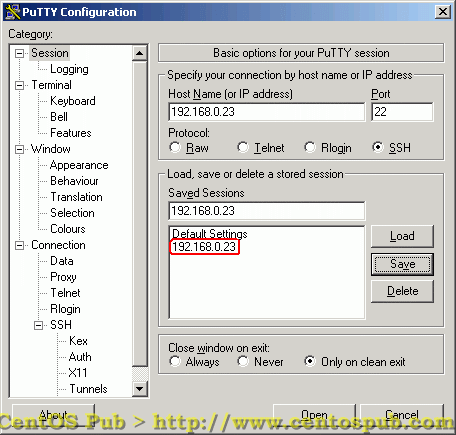 PuTTY Configuration
Category:
Session
Logging
Terminal
Keyboard
Bell
Features
Window
Appearance
Behaviour
Translation
Selection
Colours
Connection
Data
Proxy
Telnet
Rlogin
SSH
Kex
Auth
X11
Tunnels
Basic options for your PuTTY session
Specify your connection by host name or IP address
Host Name (or IP address) Port
192.168.0.23 22
Protocol:
Raw Telnet Rlogin SSH
Load, save or delete a stored session
Saved Sessions
192.168.0.23
Default Settings
192.168.0.23
Load
Save
Delete
Close window on exit:
Always Never Only on clean exit
About Open Cancel
CentOS Pub > http://www.centospub.com